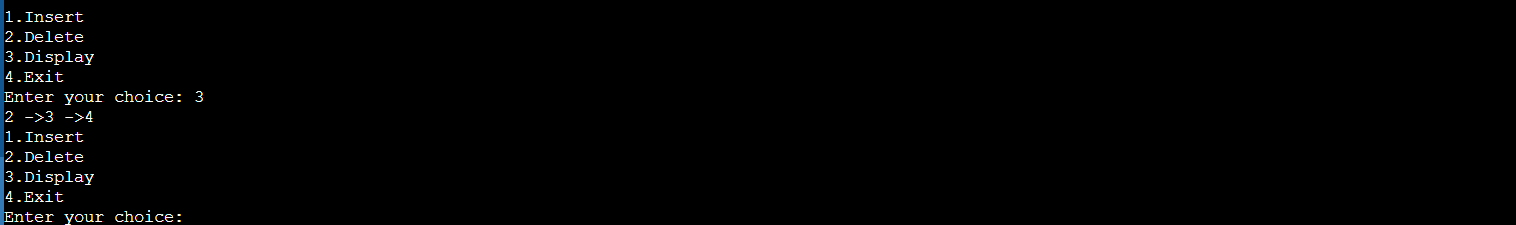 1.Insert
2.Delete
3.Display
4.Exit
Enter your choice: 3
2 ->3 ->4
1.Insert
2.Delete
3.Display
4.Exit
Enter your choice: